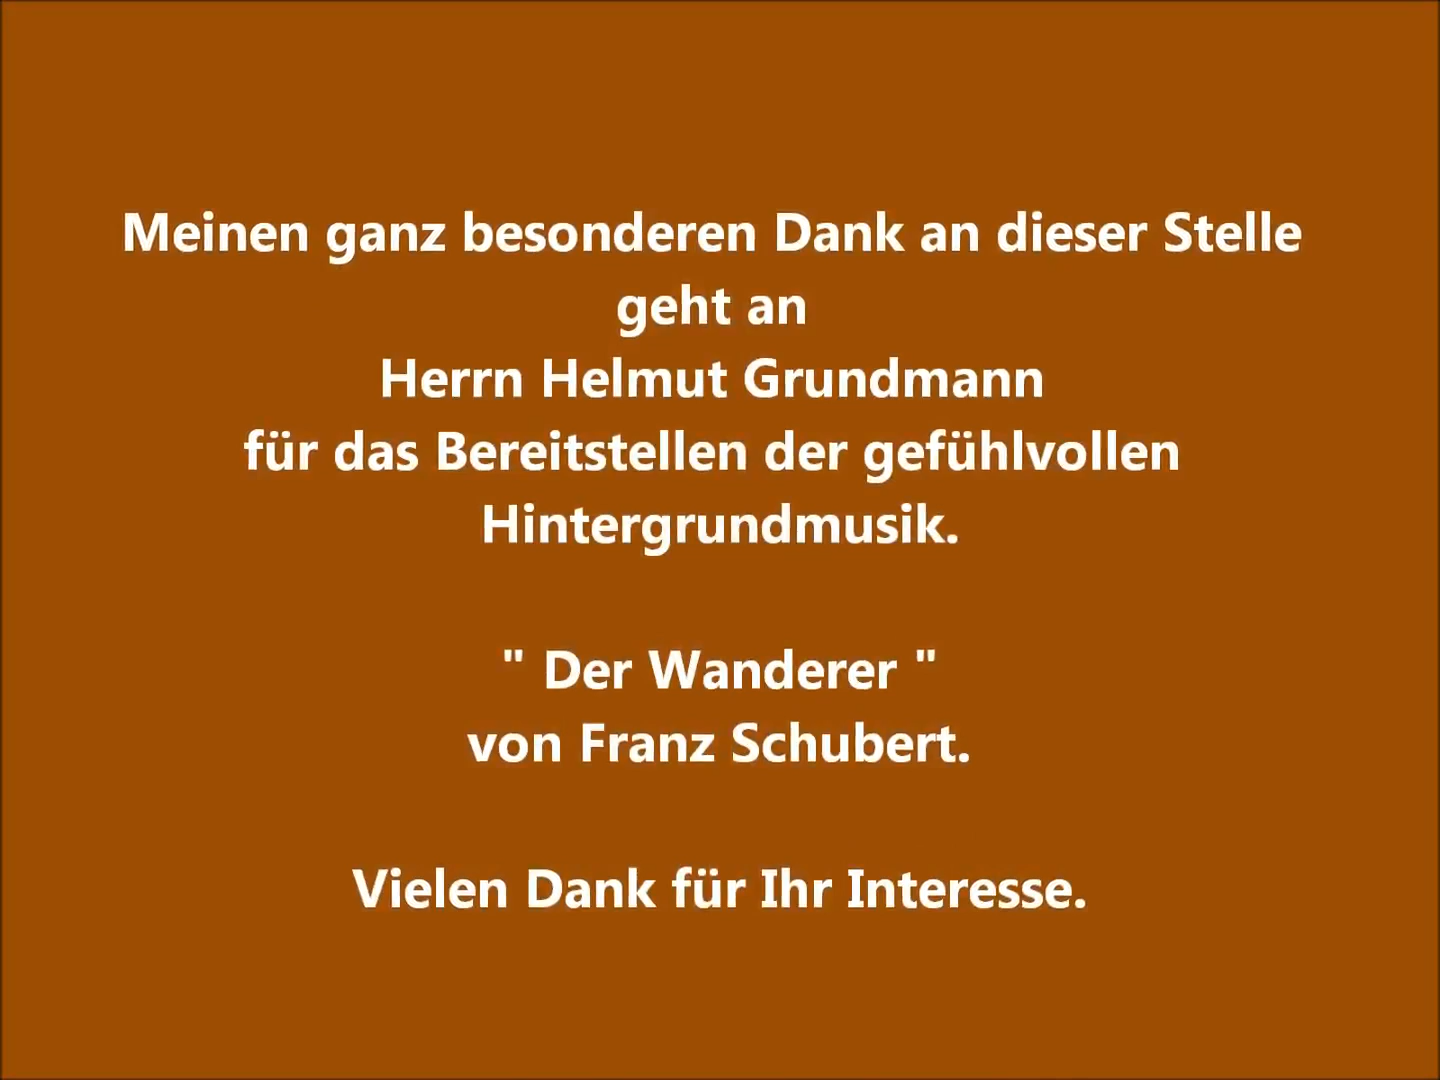 Meinen ganz besonderen Dank an dieser Stelle
geht an
Herrn Helmut Grundmann
für das Bereitstellen der gefühlvollen
Hintergrundmusik.
" Der Wanderer "
von Franz Schubert.
Vielen Dank für Ihr Interesse.